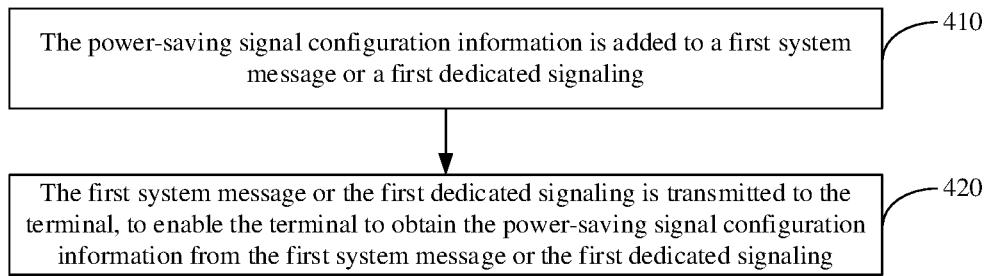 The power-saving signal configuration information is added to a first system
message or a first dedicated signaling
410
The first system message or the first dedicated signaling is transmitted to the
terminal, to enable the terminal to obtain the power-saving signal configuration
information from the first system message or the first dedicated signaling
420